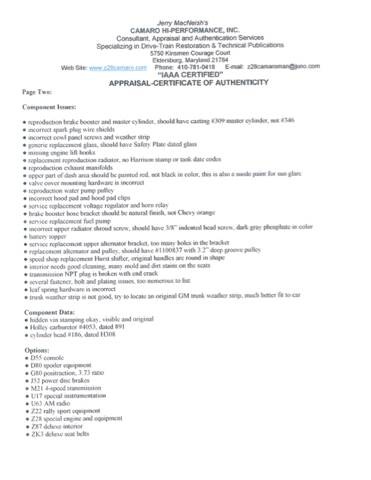 Jerry MacNeish's
CAMARO HI-PERFORMANCE, INC.
Consultant, Appraisal and Authentication Services
Specializing in Drive-Train Restoration & Technical Publications
5750 Kinsmen Courage Court
Eldersburg, Maryland 21784
Web Site: www.z28camaro.com Phone: 410-781-0418 E-mail: z28camaroman@juno.com
"IAAA CERTIFIED"
APPRAISAL-CERTIFICATE OF AUTHENTICITY
Page Two:
Component Issues:
● reproduction brake booster and master cylinder, should have casting #309 master cylinder, not #346
● incorrect spark plug wire shields
● incorrect cowl panel screws and weather strip
● generic replacement glass, should have Safety Plate dated glass
● missing engine lift hooks
● replacement reproduction radiator, no Harrison stamp or tank date codes
● reproduction exhaust manifolds
● upper part of dash area should be painted red, not black in color, this is also a mode paint for sun glare
● valve cover mounting hardware is incorrect
● reproduction water pump pulley
● incorrect hood pad and hood pad clips
● service replacement voltage regulator and horn relay
● brake booster hose bracket should be natural finish, not Chevy orange
● service replacement fuel pump
● incorrect upper radiator shroud screw, should have 3/8" indented head screw, dark gray phosphate in color
● battery topper
● service replacement upper alternator bracket, too many holes in the bracket
● replacement alternator and pulley, should have #1100837 with 3.2" deep groove pulley
● speed shop replacement Hurst shifter, original handles are round in shape
● interior needs good cleaning, many mold and dirt stains on the seats
● transmission NPT plug is broken with end crack
● several fastener, bolt and plating issues, too numerous to list
● leaf spring hardware is incorrect
● trunk weather strip is not good, try to locate an original GM trunk weather strip, much better fit to car
Component Data:
● hidden vin stamping okay, visible and original
● Holley carburetor #4053, dated 891
● cylinder head #186, dated H308
Options:
● D55 console
● D80 spoiler equipment
● G80 positraction, 3.73 ratio
● J52 power disc brakes
● M21 4-speed transmission
● U17 special instrumentation
● U63 AM radio
● Z22 rally sport equipment
● Z28 special engine and equipment
● Z87 deluxe interior
● ZK3 deluxe seat belts